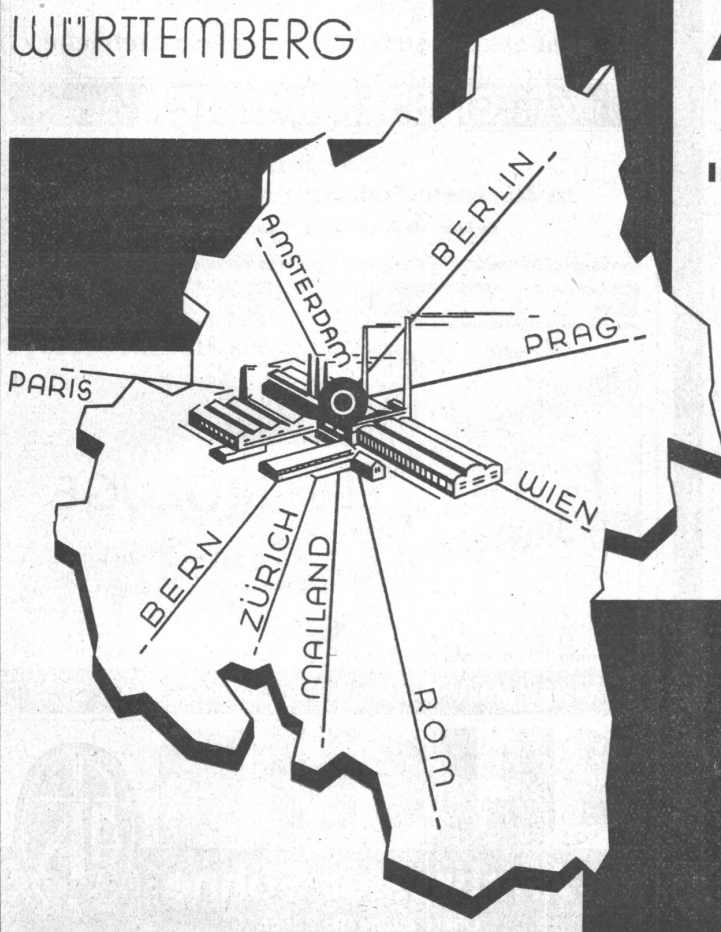 WÜRTTEMBERG
AMSTERDAM
BERLIN
PRAG
PARIS
WIEN
BERN
ZÜRICH
MAILAND
ROM